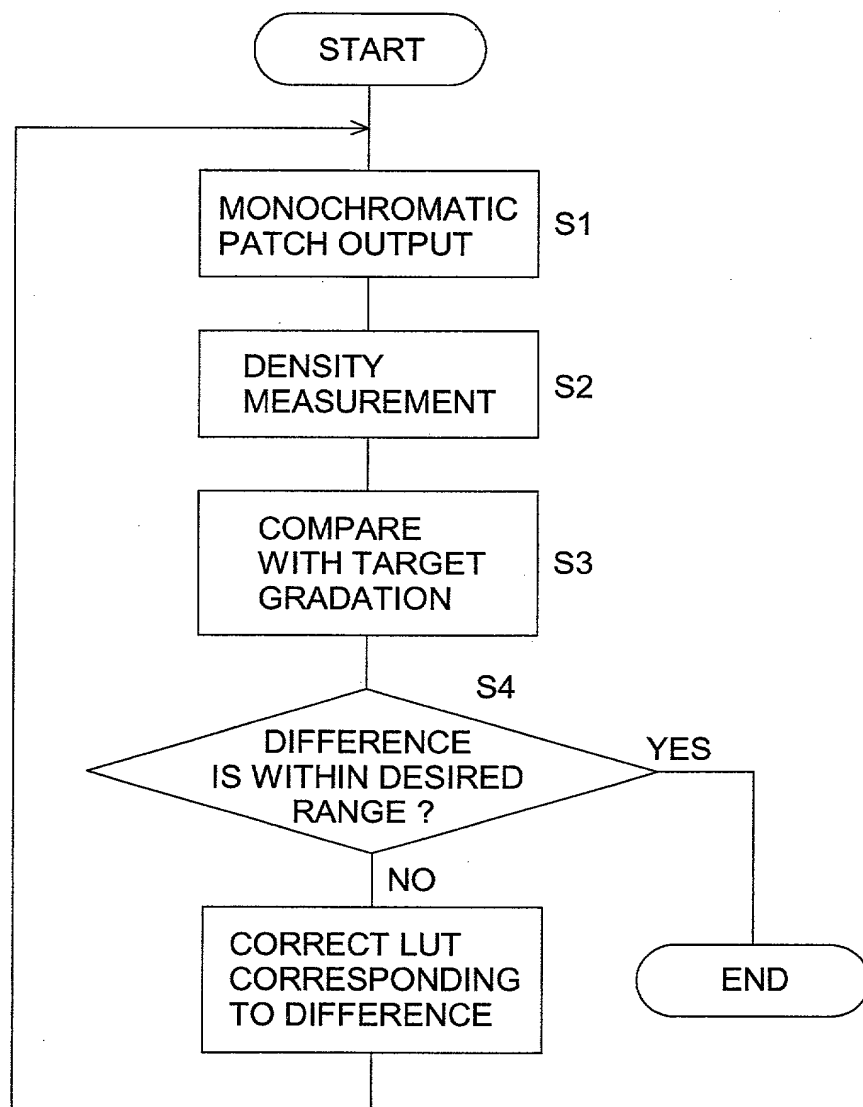 START
MONOCHROMATIC
PATCH OUTPUT
S1
DENSITY
MEASUREMENT
S2
COMPARE
WITH TARGET
GRADATION
S3
S4
DIFFERENCE
IS WITHIN DESIRED
RANGE ?
YES
NO
CORRECT LUT
CORRESPONDING
TO DIFFERENCE
END